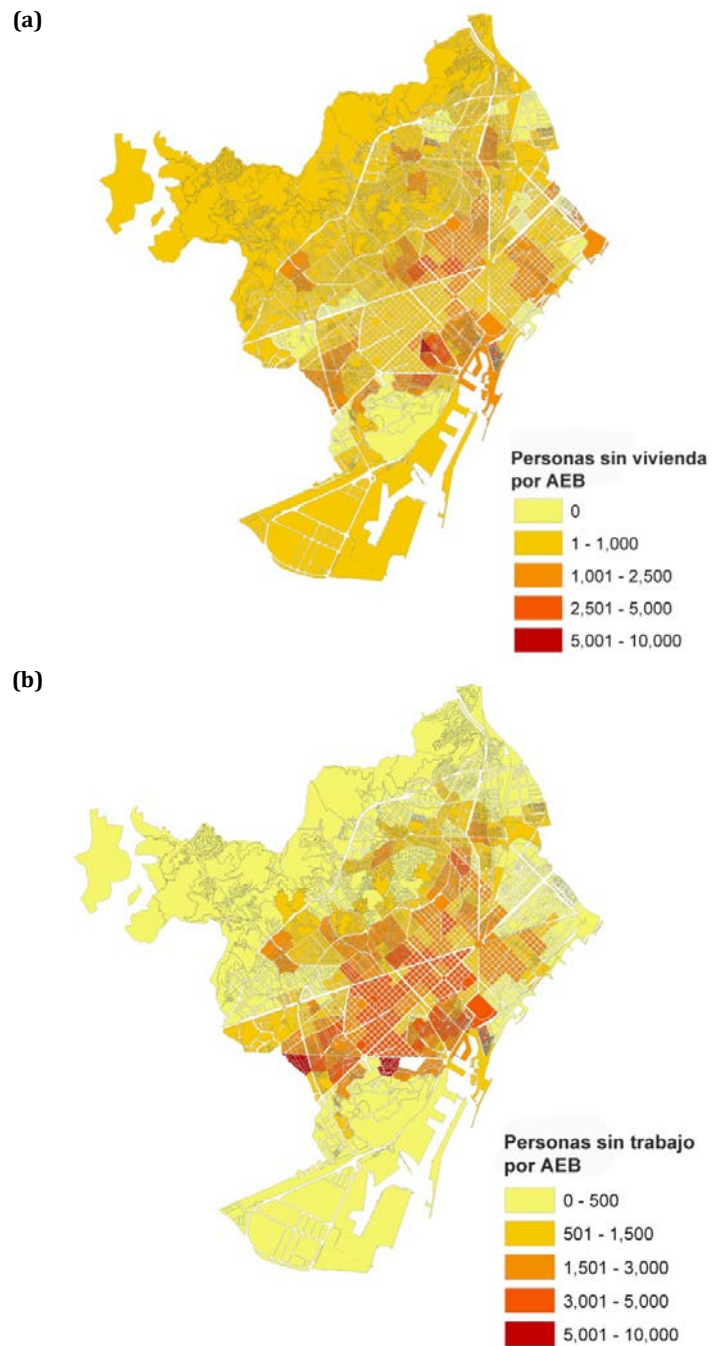 (a)
Personas sin vivienda
por AEB
0
1 - 1,000
1,001 - 2,500
2,501 - 5,000
5,001 - 10,000
(b)
Personas sin trabajo
por AEB
0 - 500
501 - 1,500
1,501 - 3,000
3,001 - 5,000
5,001 - 10,000